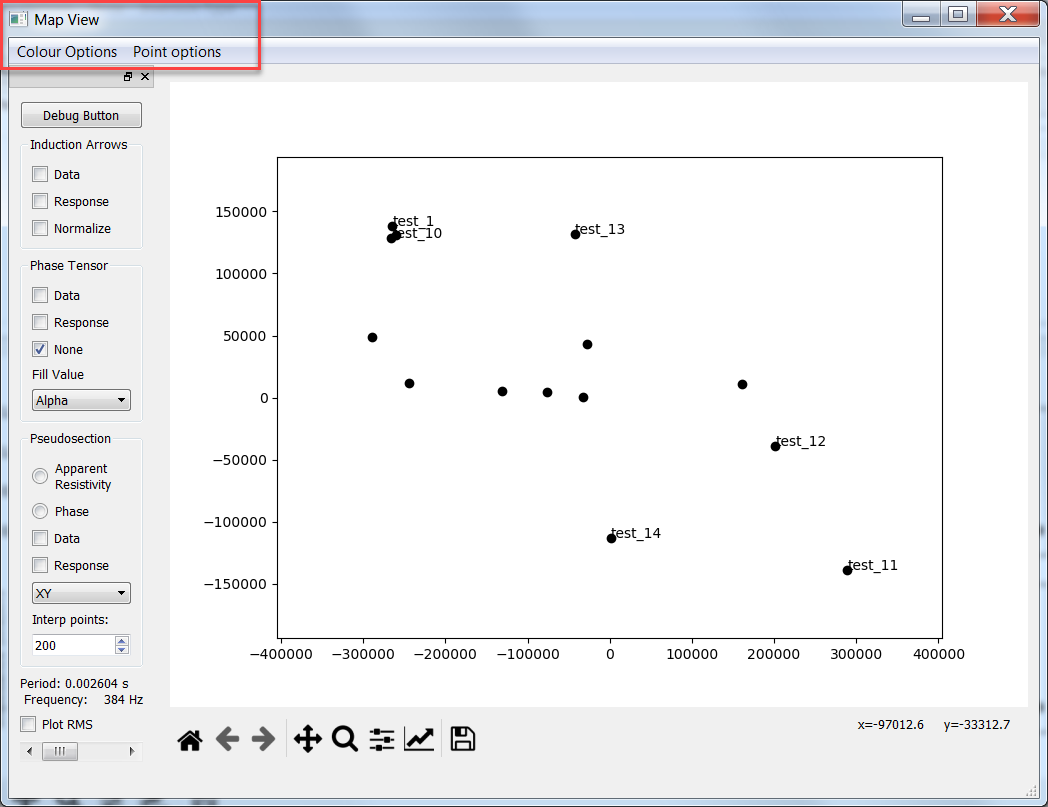 Map View
Colour Options Point options
Debug Button
Induction Arrows
Data
Response
Normalize
Phase Tensor
Data
Response
None
Fill Value
Alpha
Pseudosection
Apparent
Resistivity
Phase
Data
Response
XY
Interp points:
200
Period: 0.002604 s
Frequency: 384 Hz
Plot RMS
150000
100000
50000
0
−50000
−100000
−150000
test_1
test_10
test_13
test_12
test_14
test_11
−400000 −300000 −200000 −100000 0 100000 200000 300000 400000
x=-97012.6 y=-33312.7